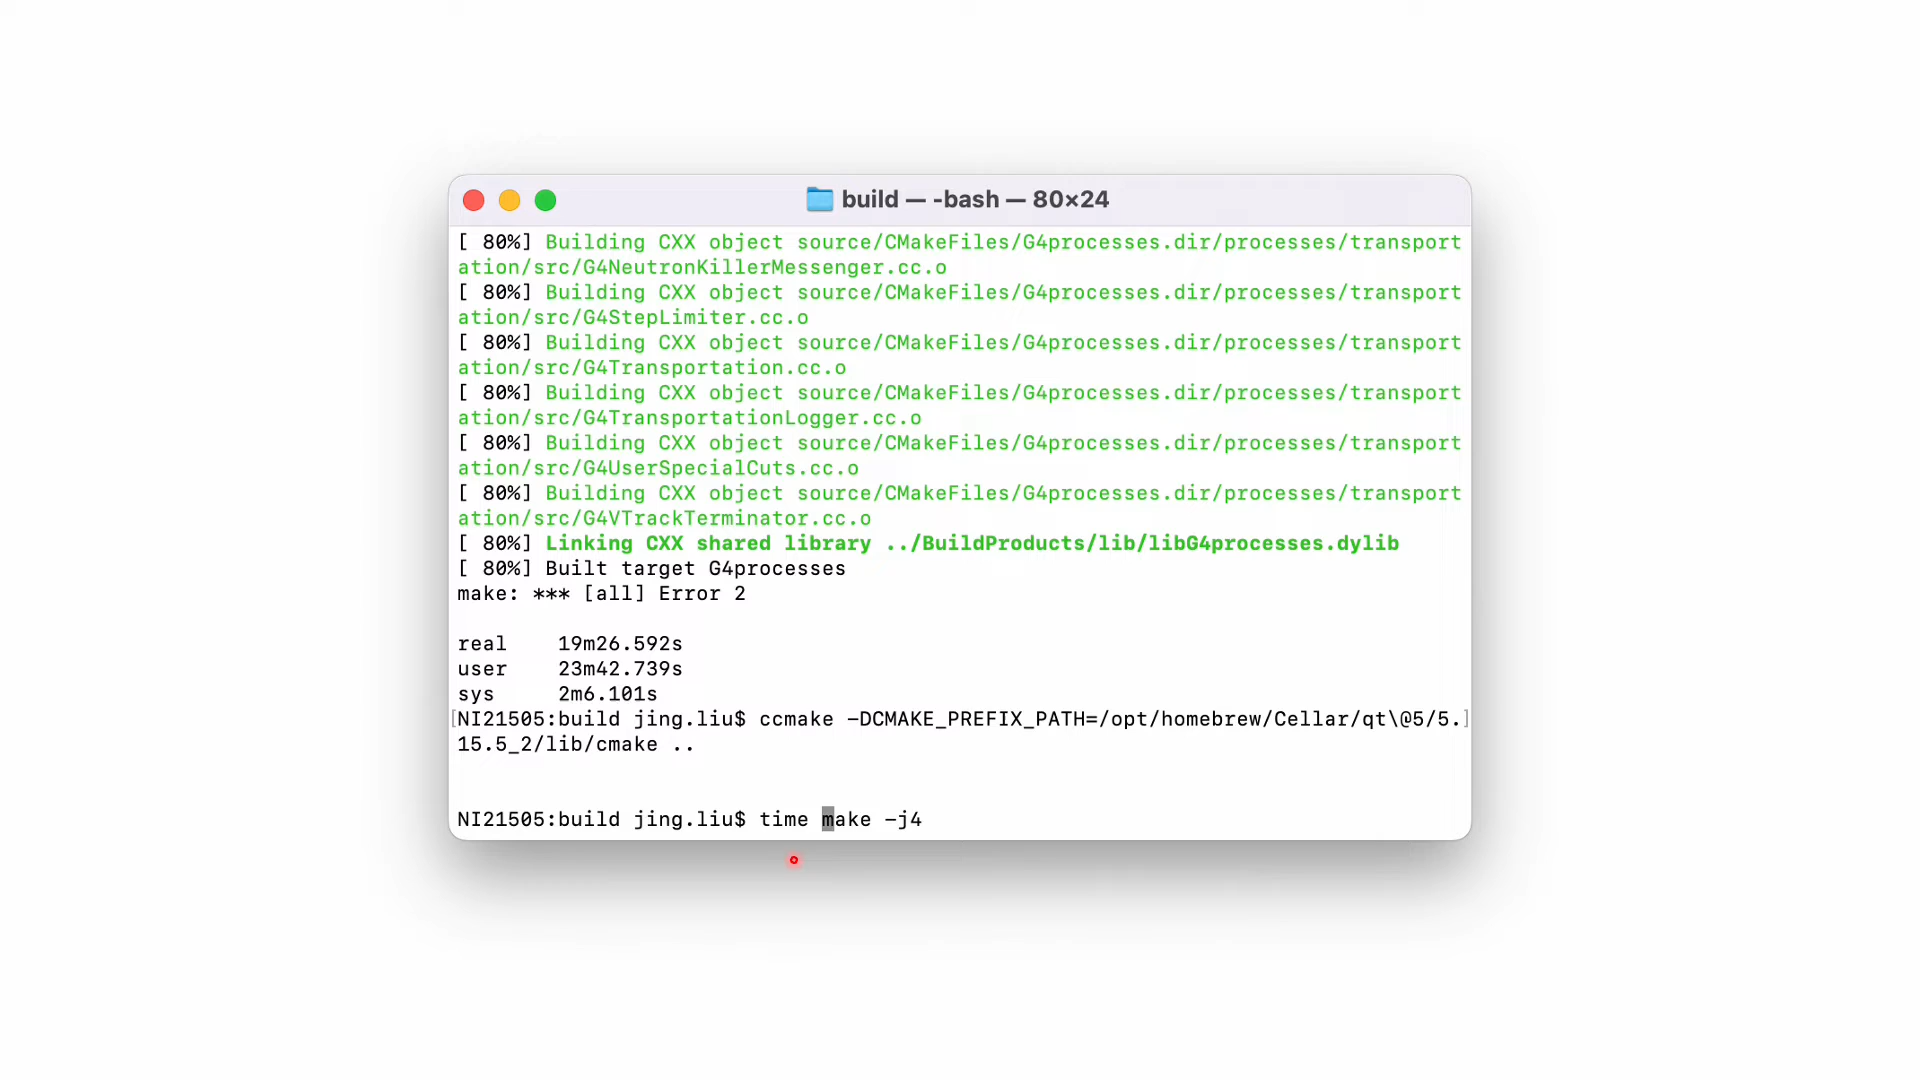 build — -bash — 80×24
[ 80%] Building CXX object source/CMakeFiles/G4processes.dir/processes/transport
ation/src/G4NeutronKillerMessenger.cc.o
[ 80%] Building CXX object source/CMakeFiles/G4processes.dir/processes/transport
ation/src/G4StepLimiter.cc.o
[ 80%] Building CXX object source/CMakeFiles/G4processes.dir/processes/transport
ation/src/G4Transportation.cc.o
[ 80%] Building CXX object source/CMakeFiles/G4processes.dir/processes/transport
ation/src/G4TransportationLogger.cc.o
[ 80%] Building CXX object source/CMakeFiles/G4processes.dir/processes/transport
ation/src/G4UserSpecialCuts.cc.o
[ 80%] Building CXX object source/CMakeFiles/G4processes.dir/processes/transport
ation/src/G4VTrackTerminator.cc.o
[ 80%] Linking CXX shared library ../BuildProducts/lib/libG4processes.dylib
[ 80%] Built target G4processes
make: *** [all] Error 2
real    19m26.592s
user    23m42.739s
sys     2m6.101s
[NI21505:build jing.liu$ ccmake -DCMAKE_PREFIX_PATH=/opt/homebrew/Cellar/qt\@5/5.]
15.5_2/lib/cmake ..
NI21505:build jing.liu$ time make -j4